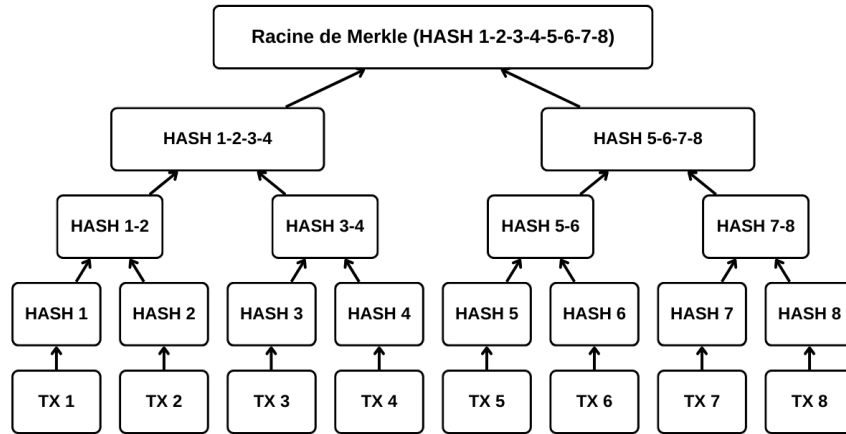 Racine de Merkle (HASH 1-2-3-4-5-6-7-8)
HASH 1-2-3-4
HASH 5-6-7-8
HASH 1-2
HASH 3-4
HASH 5-6
HASH 7-8
HASH 1
HASH 2
HASH 3
HASH 4
HASH 5
HASH 6
HASH 7
HASH 8
TX 1
TX 2
TX 3
TX 4
TX 5
TX 6
TX 7
TX 8